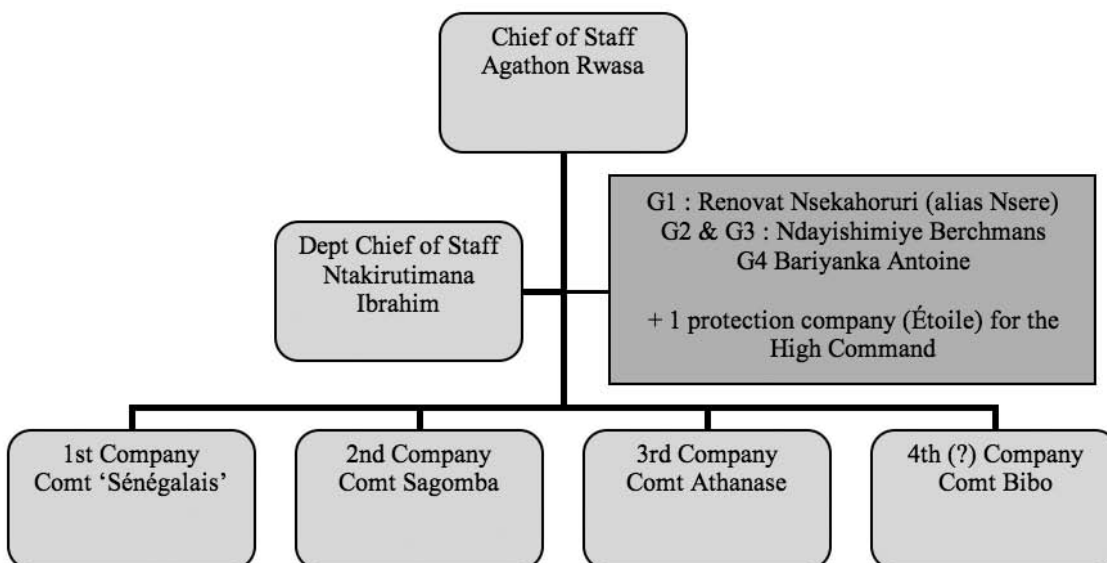 Chief of Staff
Agathon Rwasa
Dept Chief of Staff
Ntakirutimana
Ibrahim
G1 : Renovat Nsekahoruri (alias Nsere)
G2 & G3 : Ndayishimiye Berchmans
G4 Bariyanka Antoine
+ 1 protection company (Étoile) for the
High Command
1st Company
Comt ‘Sénégalais’
2nd Company
Comt Sagomba
3rd Company
Comt Athanase
4th (?) Company
Comt Bibo